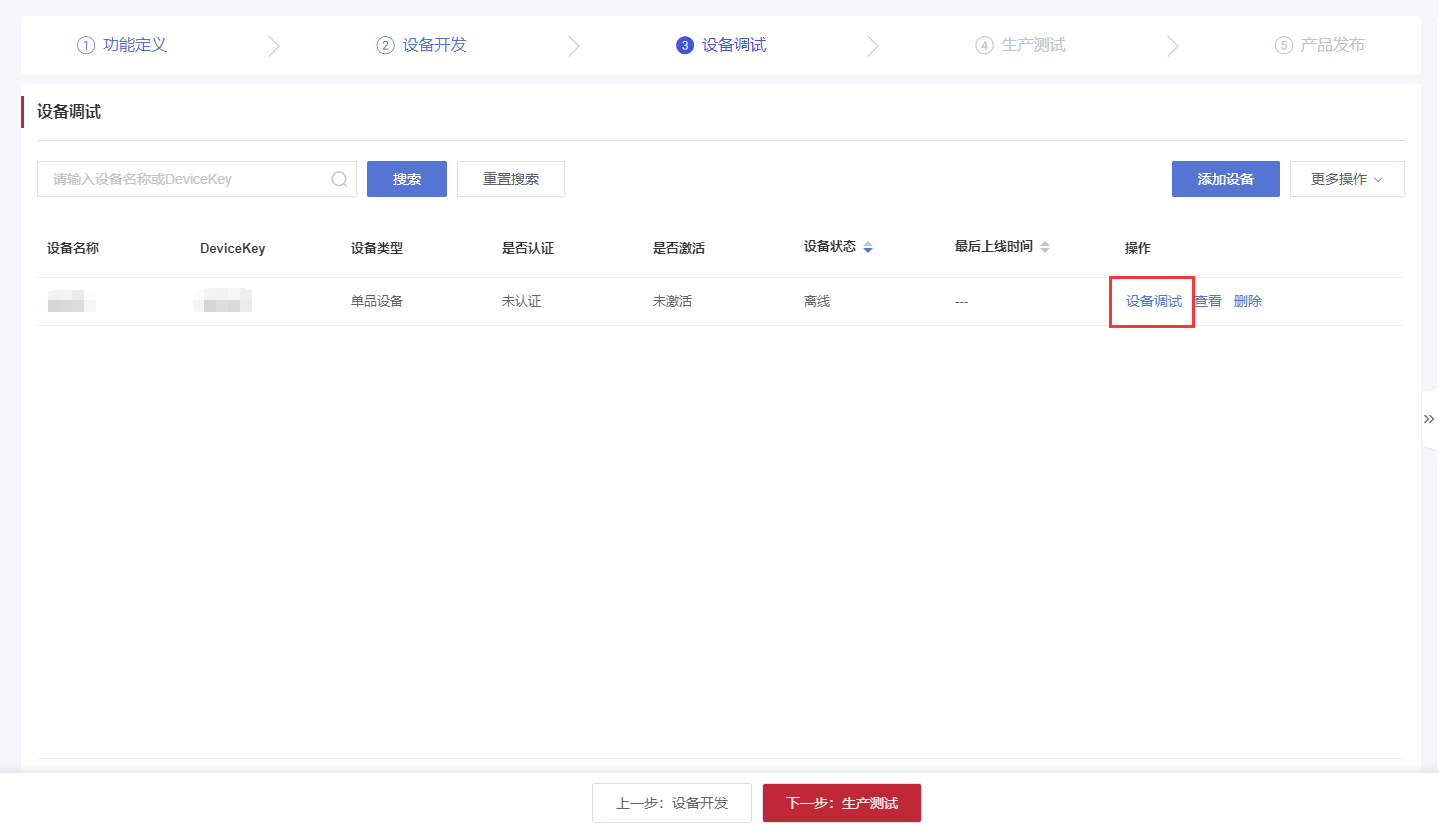 1 功能定义 2 设备开发 3 设备调试 4 生产测试 5 产品发布
设备调试
请输入设备名称或DeviceKey 搜索 重置搜索 添加设备 更多操作
设备名称 DeviceKey 设备类型 是否认证 是否激活 设备状态 最后上线时间 操作
单品设备 未认证 未激活 离线 --- 设备调试 查看 删除
上一步：设备开发 下一步：生产测试